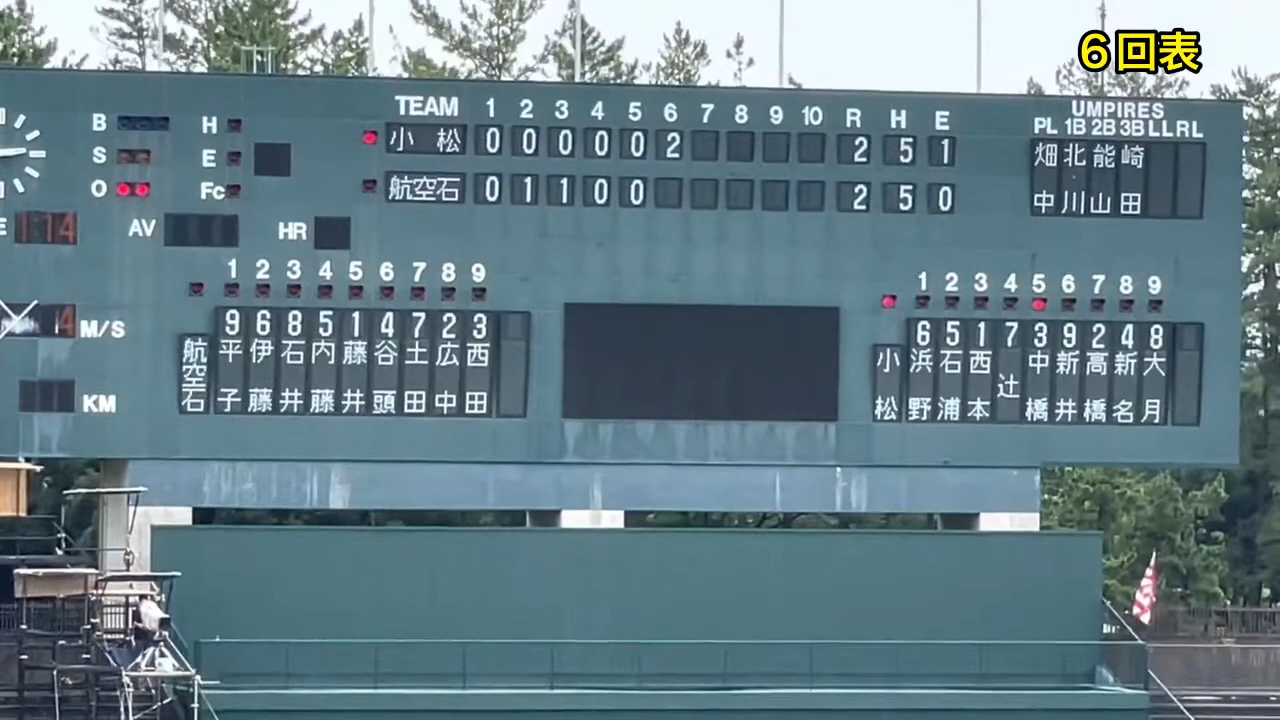 6回表
TEAM 1 2 3 4 5 6 7 8 9 10 R H E
小松 0 0 0 0 0 2 2 5 1
航空石 0 1 1 0 0 2 5 0
UMPIRES
PL 1B 2B 3B LL RL
畑中 北川 能山 崎田
B H
S E
O Fc
E 1:14 AV HR
M/S
KM
1 2 3 4 5 6 7 8 9
9 6 8 5 1 4 7 2 3
航空石 平子 伊藤 石井 内藤 藤井 谷頭 土田 広中 西田
1 2 3 4 5 6 7 8 9
6 5 1 7 3 9 2 4 8
小松 浜野 石浦 西本 辻 中橋 新井 高橋 新名 大月